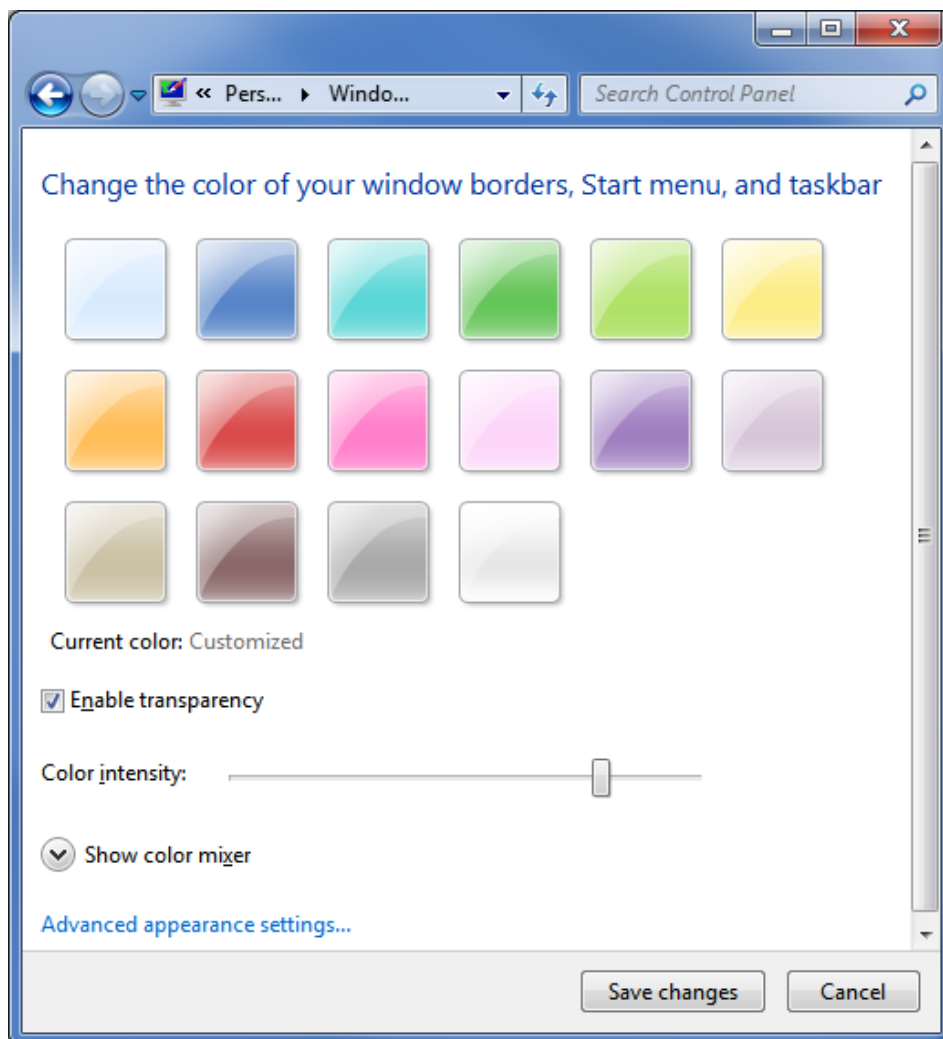 « Pers... ▸ Windo...
Search Control Panel
Change the color of your window borders, Start menu, and taskbar
Current color: Customized
Enable transparency
Color intensity:
Show color mixer
Advanced appearance settings...
Save changes
Cancel